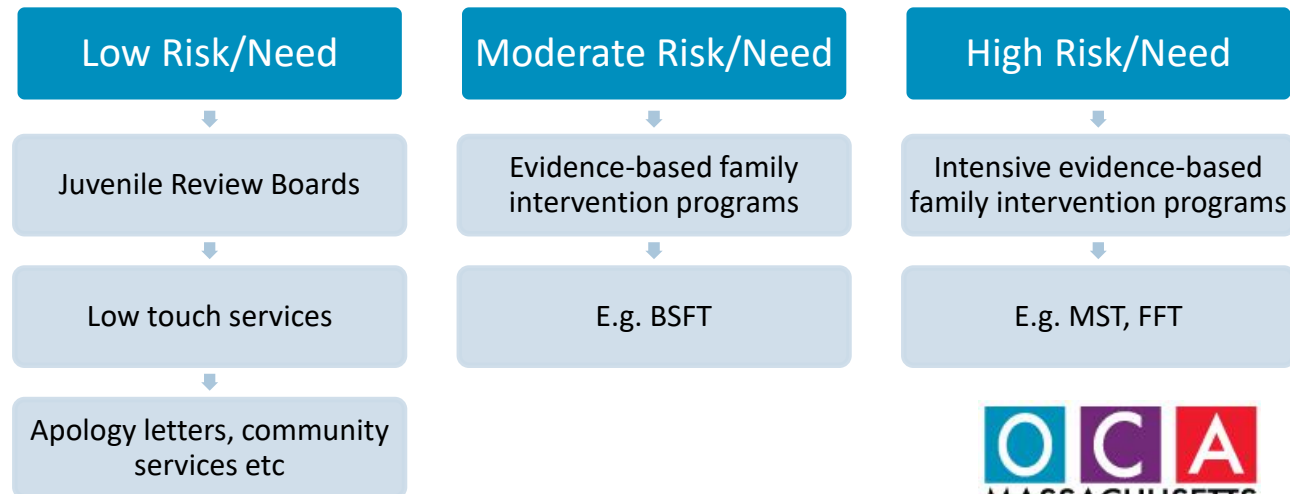 Low Risk/Need
Juvenile Review Boards
Low touch services
Apology letters, community
services etc
Moderate Risk/Need
Evidence-based family
intervention programs
E.g. BSFT
High Risk/Need
Intensive evidence-based
family intervention programs
E.g. MST, FFT
OCA
MASSACHUSETTS